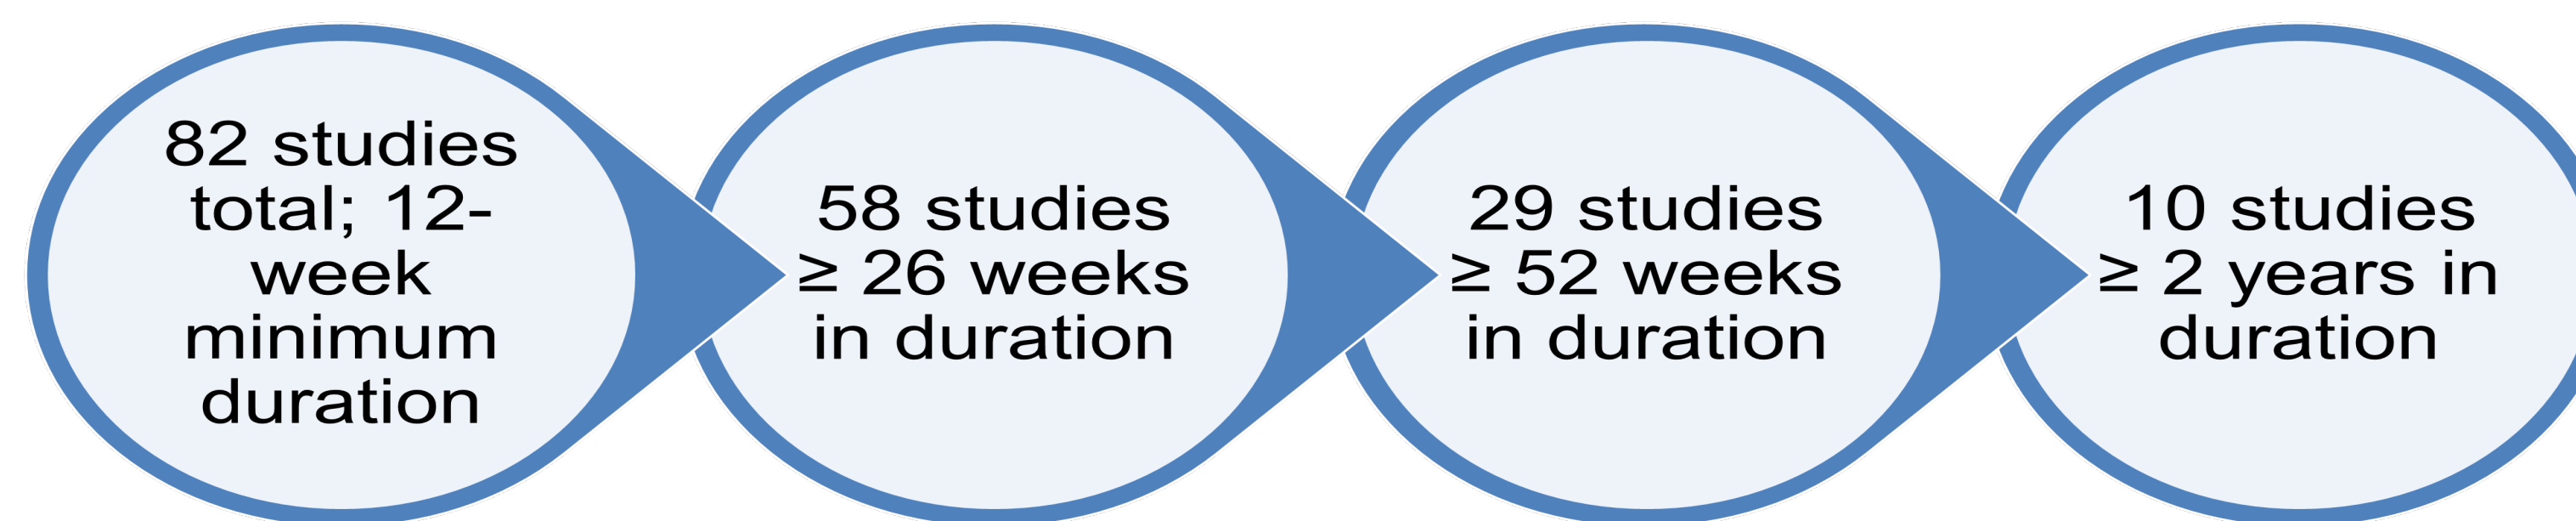 82 studies
total; 12-
week
minimum
duration
58 studies
≥ 26 weeks
in duration
29 studies
≥ 52 weeks
in duration
10 studies
≥ 2 years in
duration